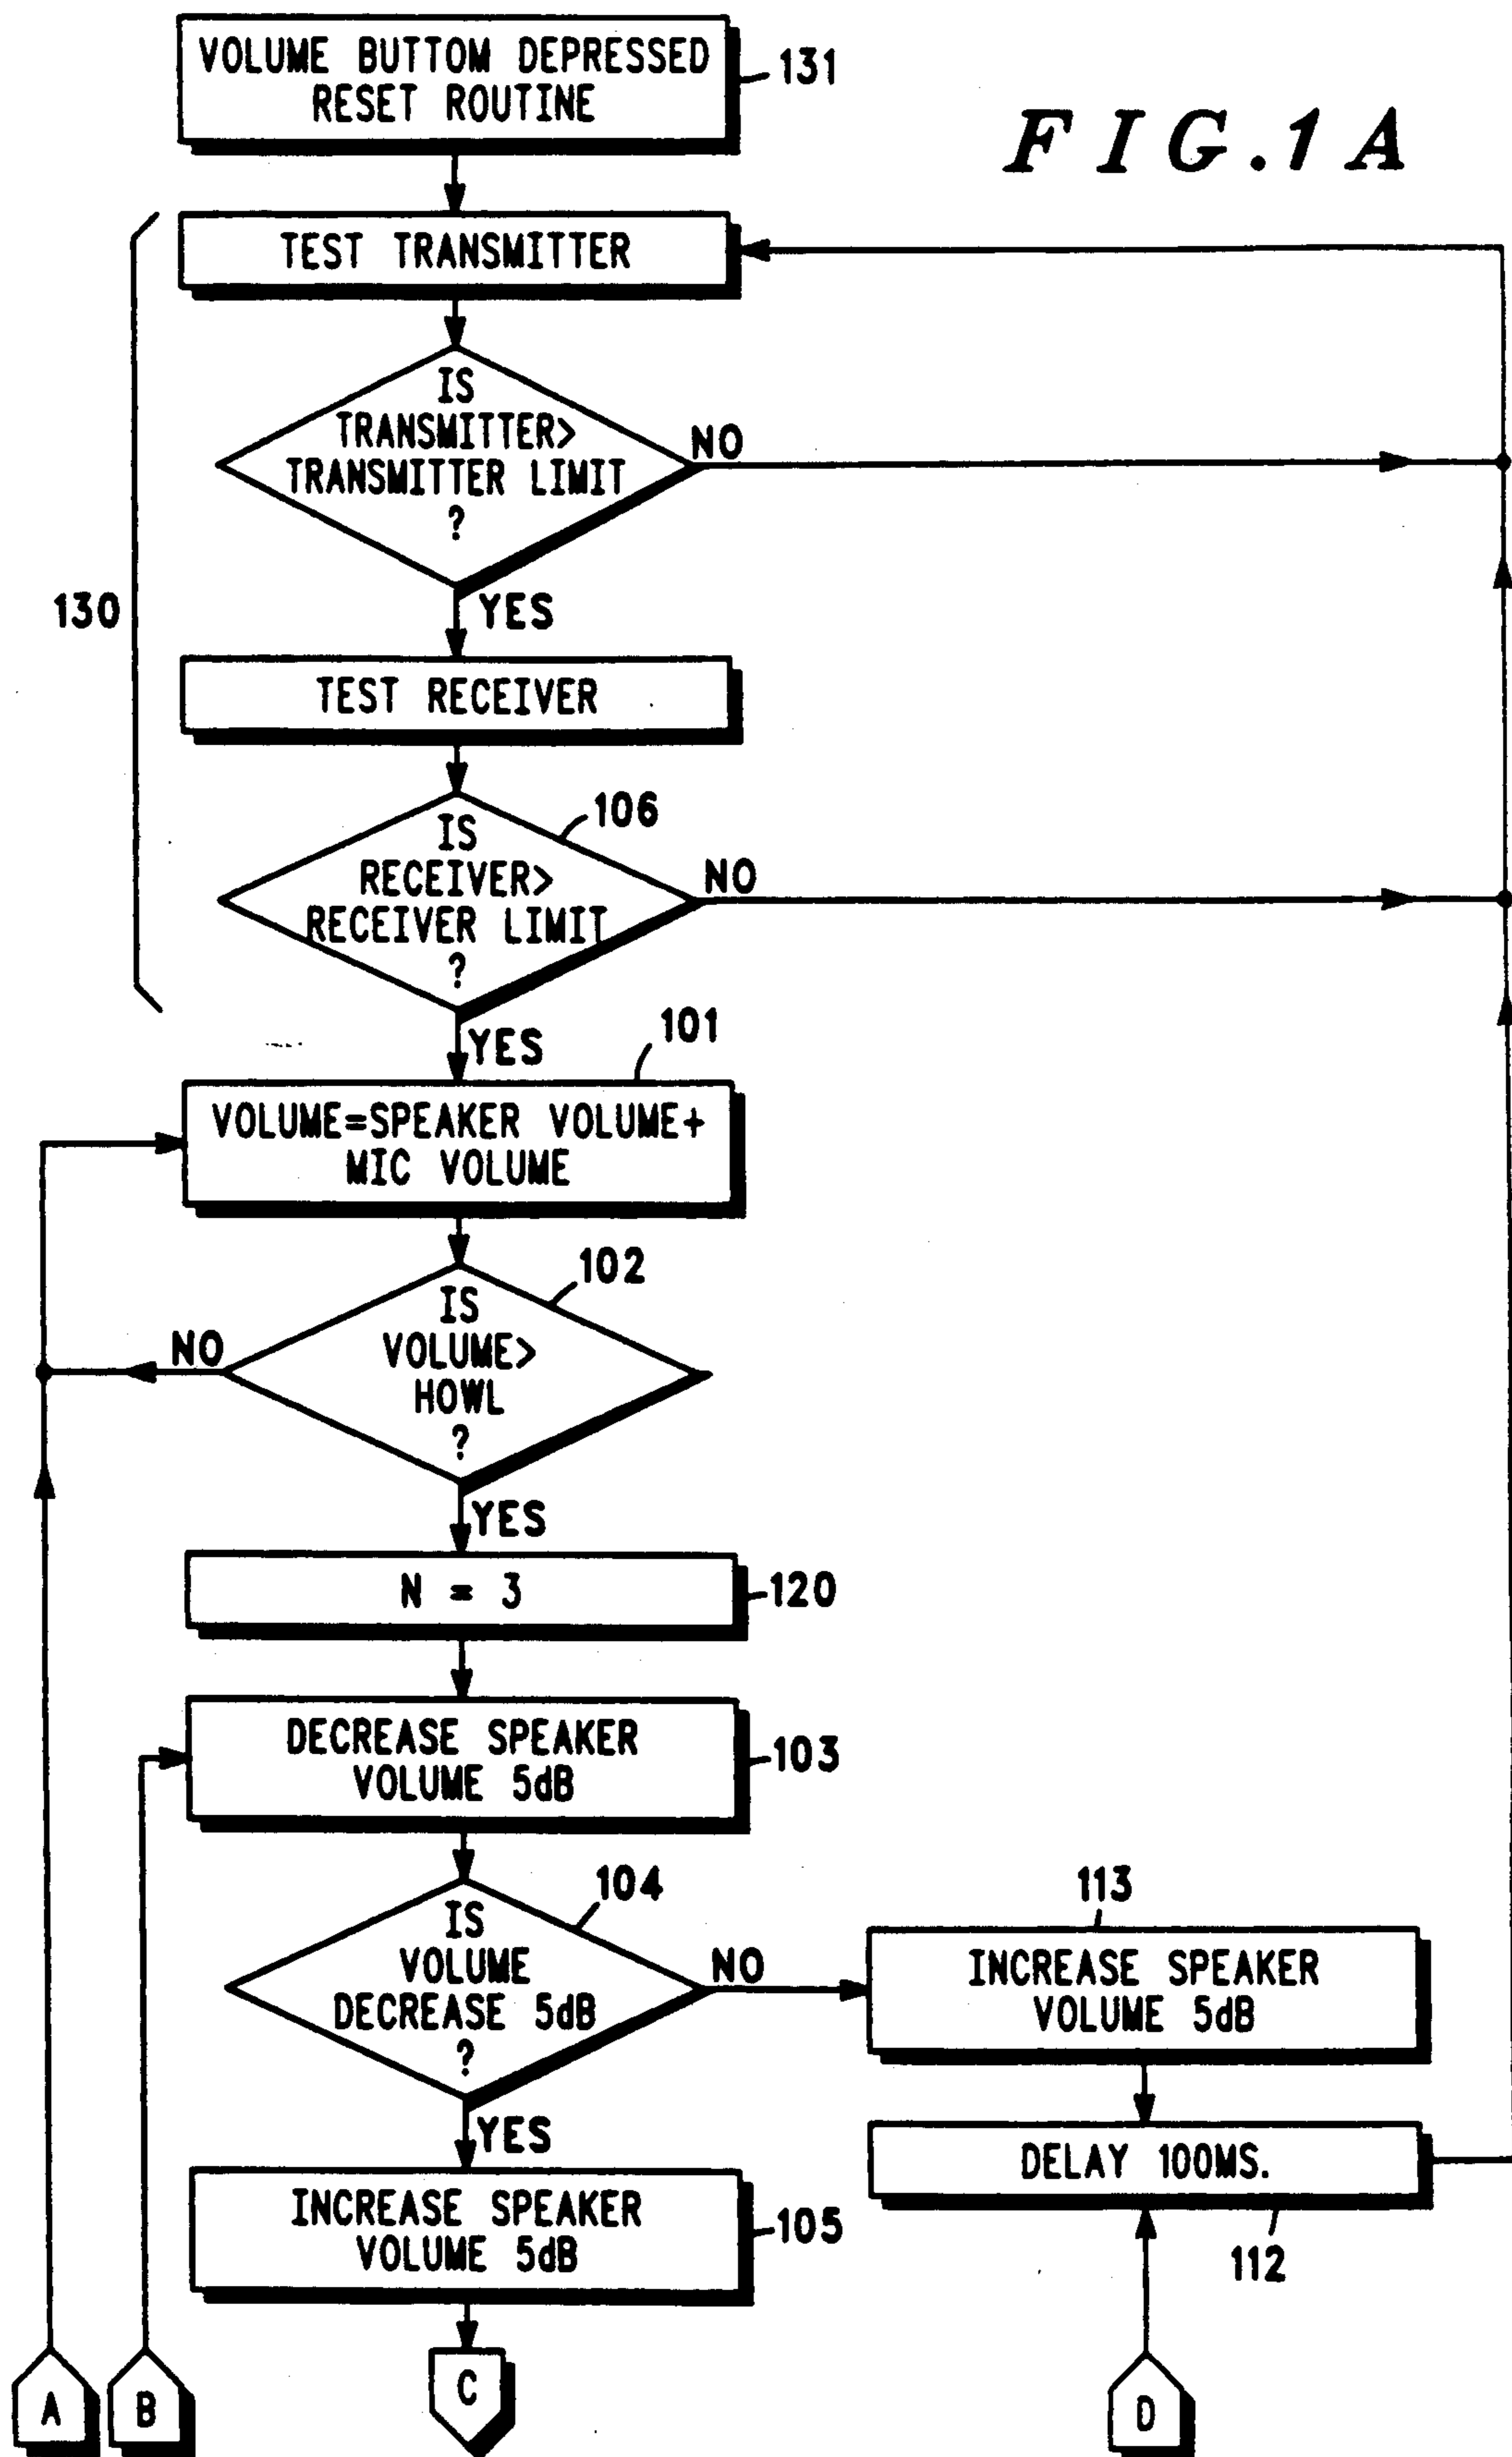 VOLUME BUTTOM DEPRESSED
RESET ROUTINE
131
FIG.1A
TEST TRANSMITTER
IS
TRANSMITTER>
TRANSMITTER LIMIT
?
NO
YES
130
TEST RECEIVER
106
IS
RECEIVER>
RECEIVER LIMIT
?
NO
YES
101
VOLUME=SPEAKER VOLUME+
MIC VOLUME
102
IS
VOLUME>
HOWL
?
NO
YES
N = 3
120
DECREASE SPEAKER
VOLUME 5dB
103
104
IS
VOLUME
DECREASE 5dB
?
NO
YES
113
INCREASE SPEAKER
VOLUME 5dB
DELAY 100MS.
112
INCREASE SPEAKER
VOLUME 5dB
105
A
B
C
D